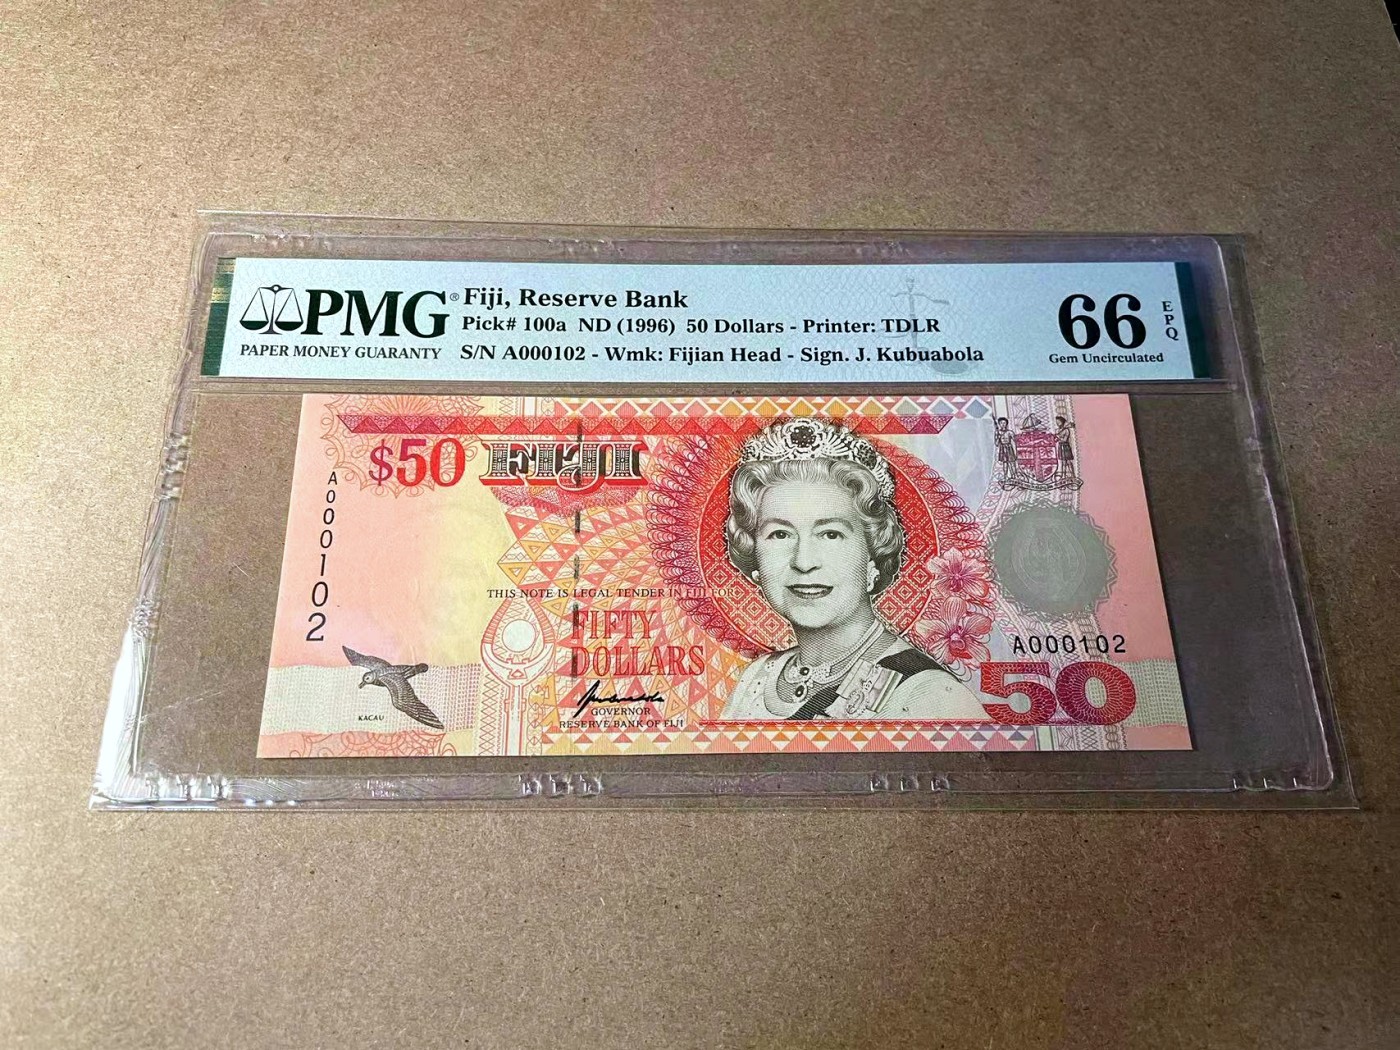 PMG®
PAPER MONEY GUARANTY
Fiji, Reserve Bank
Pick# 100a ND (1996) 50 Dollars - Printer: TDLR
S/N A000102 - Wmk: Fijian Head - Sign. J. Kubuabola
66
EPQ
Gem Uncirculated
$50 FIJI
A000102
THIS NOTE IS LEGAL TENDER IN FIJI FOR
FIFTY
DOLLARS
GOVERNOR
RESERVE BANK OF FIJI
KACAU
A000102
50